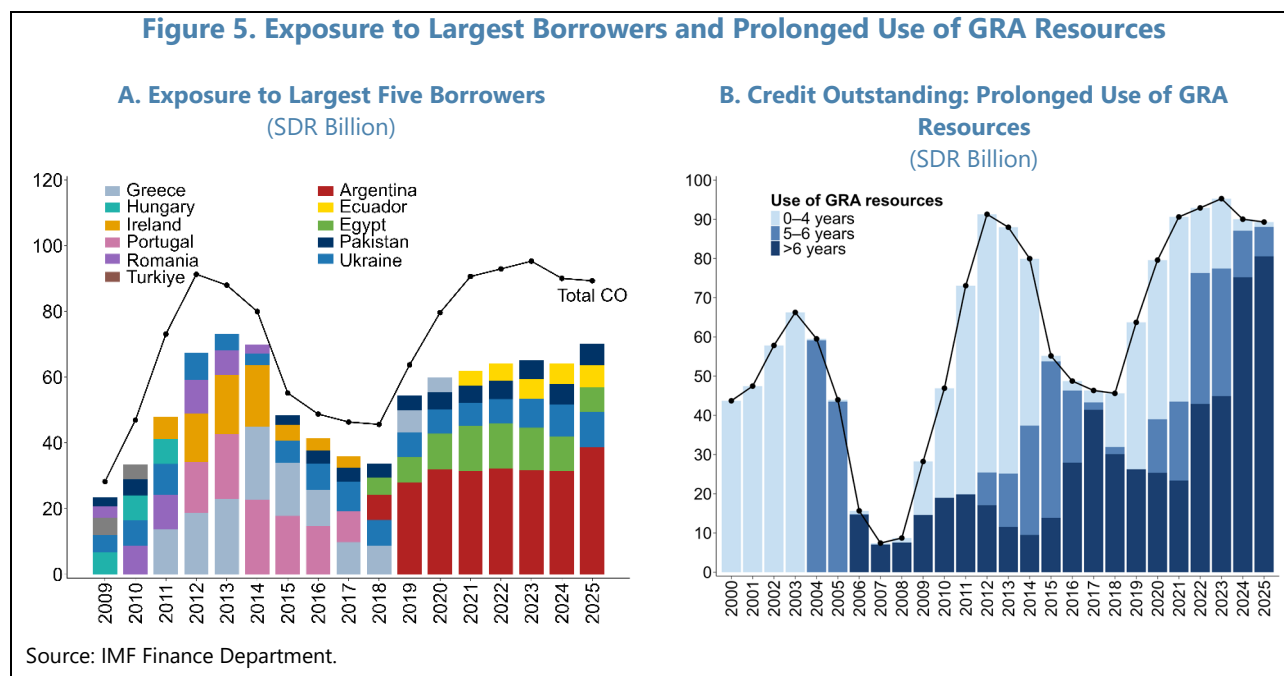 Figure 5. Exposure to Largest Borrowers and Prolonged Use of GRA Resources
A. Exposure to Largest Five Borrowers
(SDR Billion)
120
100
80
60
40
20
0
Greece
Hungary
Ireland
Portugal
Romania
Turkiye
Argentina
Ecuador
Egypt
Pakistan
Ukraine
Total CO
2009
2010
2011
2012
2013
2014
2015
2016
2017
2018
2019
2020
2021
2022
2023
2024
2025
B. Credit Outstanding: Prolonged Use of GRA
Resources
(SDR Billion)
100
90
80
70
60
50
40
30
20
10
0
Use of GRA resources
0–4 years
5–6 years
>6 years
2000
2001
2002
2003
2004
2005
2006
2007
2008
2009
2010
2011
2012
2013
2014
2015
2016
2017
2018
2019
2020
2021
2022
2023
2024
2025
Source: IMF Finance Department.